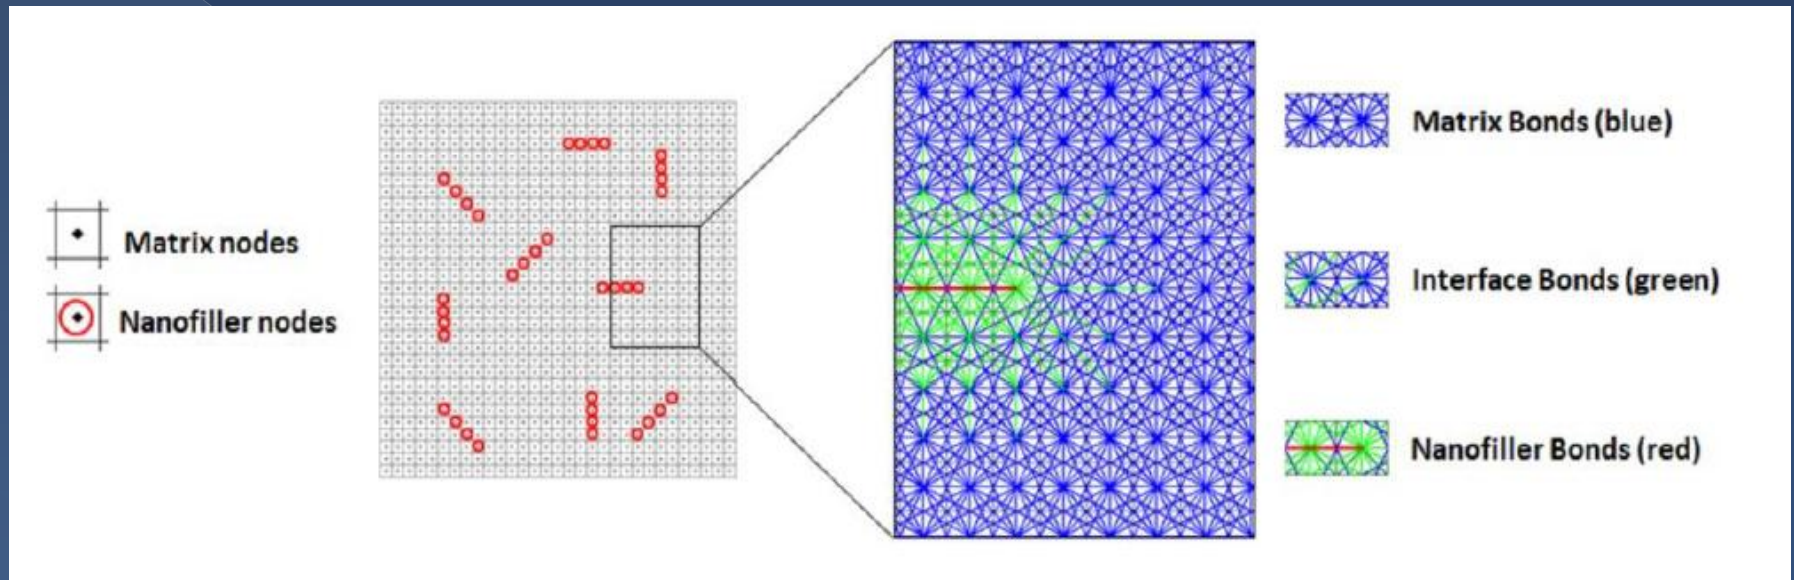 Matrix nodes
Nanofiller nodes
Matrix Bonds (blue)
Interface Bonds (green)
Nanofiller Bonds (red)